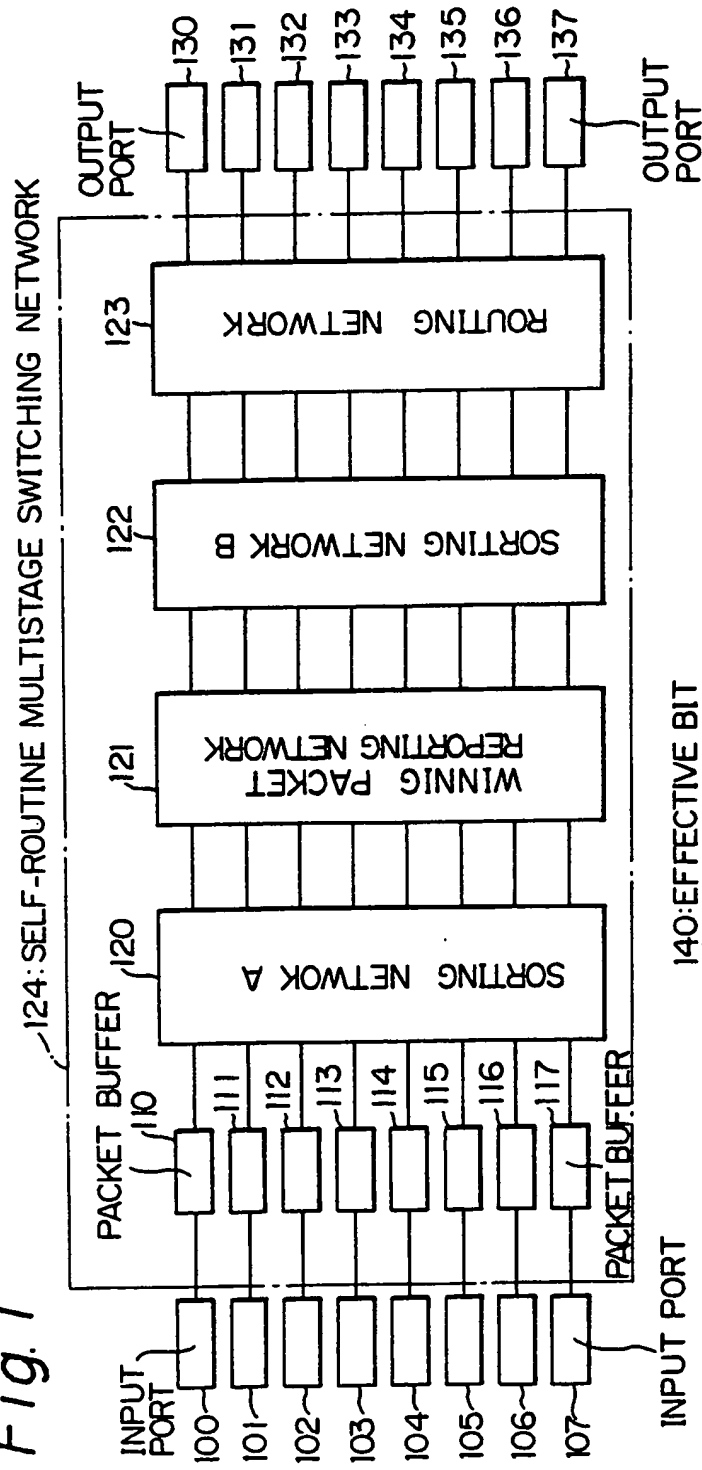 Fig. 1
124: SELF-ROUTINE MULTISTAGE SWITCHING NETWORK
INPUT
PORT
100
101
102
103
104
105
106
107
INPUT PORT
PACKET BUFFER
110
111
112
113
114
115
116
117
PACKET BUFFER
120
SORTING NETWOK A
121
WINNIG PACKET
REPORTING NETWORK
122
SORTING NETWORK B
123
ROUTING NETWORK
OUTPUT
PORT
130
131
132
133
134
135
136
137
OUTPUT
PORT
140: EFFECTIVE BIT